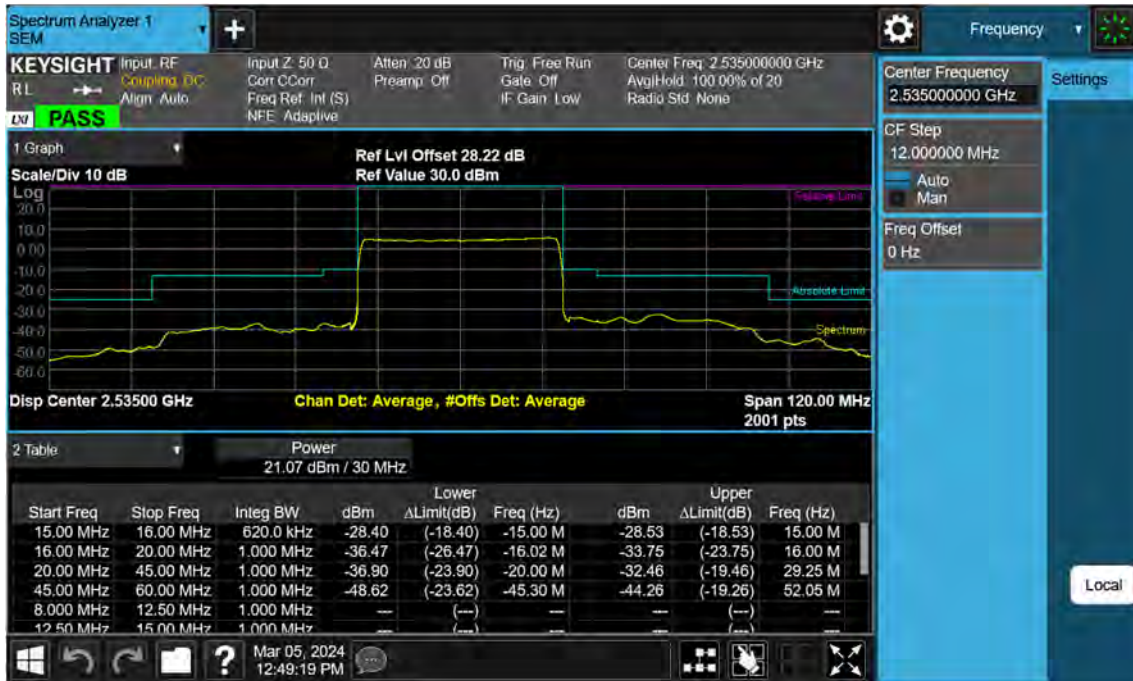 Spectrum Analyzer 1
SEM
Frequency
KEYSIGHT
RL
LXI
PASS
Input: RF
Coupling: DC
Align: Auto
Input Z: 50 Ω
Corr CCorr
Freq Ref: Int (S)
NFE: Adaptive
Atten: 20 dB
Preamp: Off
Trig: Free Run
Gate: Off
IF Gain: Low
Center Freq: 2.535000000 GHz
Avg|Hold: 100.00% of 20
Radio Std: None
Center Frequency
2.535000000 GHz
Settings
CF Step
12.000000 MHz
Auto
Man
Freq Offset
0 Hz
Local
1 Graph
Scale/Div 10 dB
Ref Lvl Offset 28.22 dB
Ref Value 30.0 dBm
Log
20.0
10.0
0.00
-10.0
-20.0
-30.0
-40.0
-50.0
-60.0
Relative Limit
Absolute Limit
Spectrum
Disp Center 2.53500 GHz
Chan Det: Average, #Offs Det: Average
Span 120.00 MHz
2001 pts
2 Table
Power
21.07 dBm / 30 MHz
Lower Upper
Start Freq Stop Freq Integ BW dBm ΔLimit(dB) Freq (Hz) dBm ΔLimit(dB) Freq (Hz)
15.00 MHz 16.00 MHz 620.0 kHz -28.40 (-18.40) -15.00 M -28.53 (-18.53) 15.00 M
16.00 MHz 20.00 MHz 1.000 MHz -36.47 (-26.47) -16.02 M -33.75 (-23.75) 16.00 M
20.00 MHz 45.00 MHz 1.000 MHz -36.90 (-23.90) -20.00 M -32.46 (-19.46) 29.25 M
45.00 MHz 60.00 MHz 1.000 MHz -48.62 (-23.62) -45.30 M -44.26 (-19.26) 52.05 M
8.000 MHz 12.50 MHz 1.000 MHz --- (---) --- --- (---) ---
12.50 MHz 15.00 MHz 1.000 MHz --- (---) --- --- (---) ---
Mar 05, 2024
12:49:19 PM